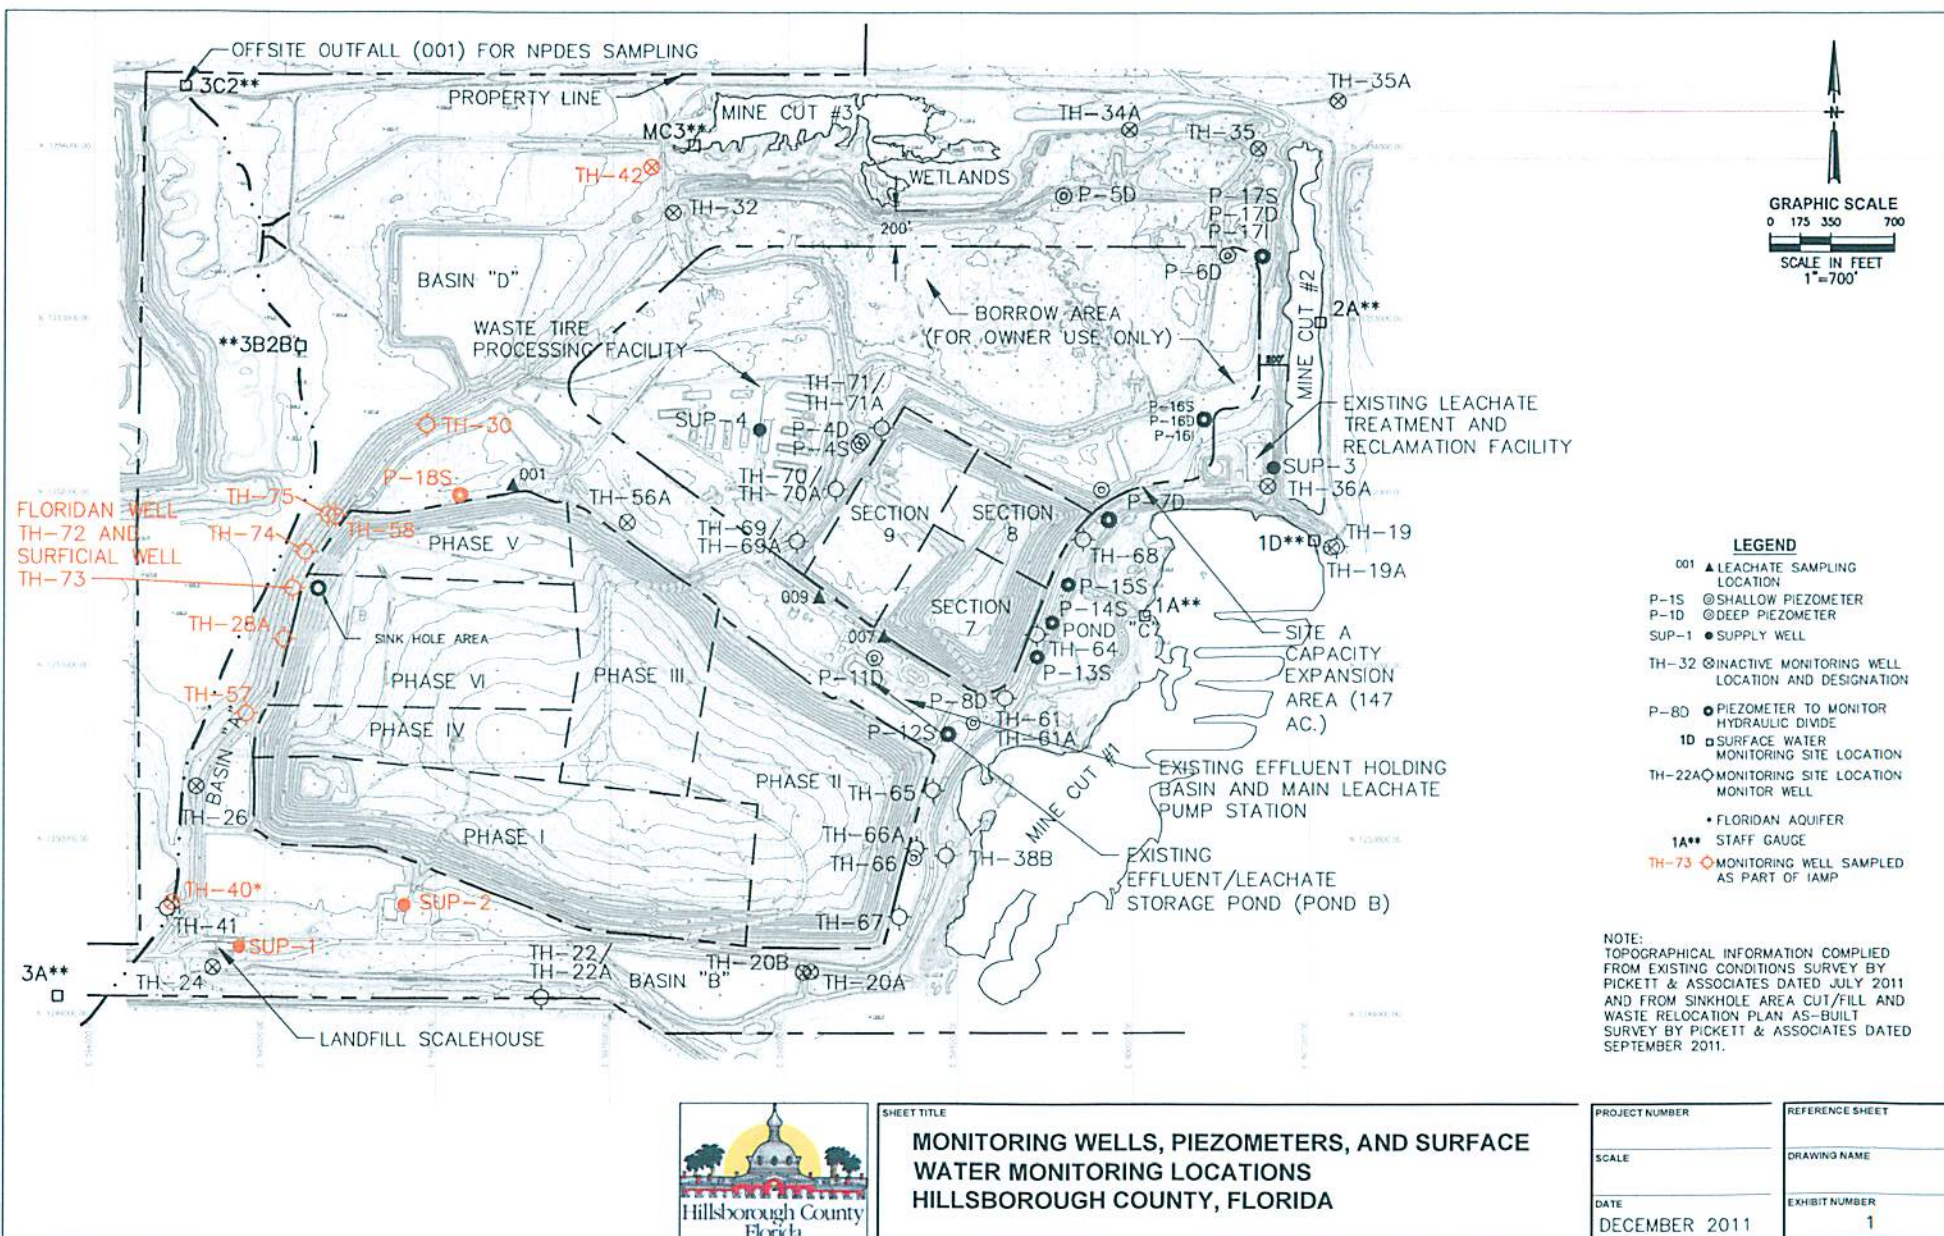 OFFSITE OUTFALL (001) FOR NPDES SAMPLING
3C2**
PROPERTY LINE
MINE CUT #3
MC3**
TH-42
TH-32
WETLANDS
TH-34A
TH-35
TH-35A
P-5D
P-17S
P-17D
P-17I
P-6D
200'
BASIN "D"
BORROW AREA
(FOR OWNER USE ONLY)
MINE CUT #2
2A**
200'
**3B2B
WASTE TIRE
PROCESSING FACILITY
TH-71/
TH-71A
SUP-4
P-4D
P-4S
TH-70/
TH-70A
P-16S
P-16D
P-16I
EXISTING LEACHATE
TREATMENT AND
RECLAMATION FACILITY
SUP-3
TH-36A
TH-30
P-18S
001
TH-56A
TH-69/
TH-69A
SECTION
9
SECTION
8
P-7D
TH-68
1D**
TH-19
TH-19A
FLORIDAN WELL
TH-72 AND
SURFICIAL WELL
TH-73
TH-75
TH-74
TH-58
PHASE V
009
SECTION
7
P-15S
P-14S
1A**
POND "C"
TH-64
P-13S
TH-28A
SINK HOLE AREA
007
P-11D
SITE A
CAPACITY
EXPANSION
AREA (147
AC.)
TH-57
PHASE VI
PHASE III
PHASE IV
P-8D
TH-61
TH-61A
P-12S
BASIN "A"
TH-26
PHASE II
TH-65
MINE CUT #1
EXISTING EFFLUENT HOLDING
BASIN AND MAIN LEACHATE
PUMP STATION
PHASE I
TH-66A
TH-66
TH-38B
EXISTING
EFFLUENT/LEACHATE
STORAGE POND (POND B)
TH-40*
TH-41
SUP-2
SUP-1
TH-67
3A**
TH-24
TH-22/
TH-22A
BASIN "B"
TH-20B
TH-20A
LANDFILL SCALEHOUSE
N
GRAPHIC SCALE
0 175 350 700
SCALE IN FEET
1"=700'
LEGEND
001 LEACHATE SAMPLING
LOCATION
P-1S SHALLOW PIEZOMETER
P-1D DEEP PIEZOMETER
SUP-1 SUPPLY WELL
TH-32 INACTIVE MONITORING WELL
LOCATION AND DESIGNATION
P-8D PIEZOMETER TO MONITOR
HYDRAULIC DIVIDE
1D SURFACE WATER
MONITORING SITE LOCATION
TH-22A MONITORING SITE LOCATION
MONITOR WELL
* FLORIDAN AQUIFER
1A** STAFF GAUGE
TH-73 MONITORING WELL SAMPLED
AS PART OF IAMP
NOTE:
TOPOGRAPHICAL INFORMATION COMPLIED
FROM EXISTING CONDITIONS SURVEY BY
PICKETT & ASSOCIATES DATED JULY 2011
AND FROM SINKHOLE AREA CUT/FILL AND
WASTE RELOCATION PLAN AS-BUILT
SURVEY BY PICKETT & ASSOCIATES DATED
SEPTEMBER 2011.
Hillsborough County
Florida
SHEET TITLE
MONITORING WELLS, PIEZOMETERS, AND SURFACE
WATER MONITORING LOCATIONS
HILLSBOROUGH COUNTY, FLORIDA
PROJECT NUMBER
SCALE
DATE
DECEMBER 2011
REFERENCE SHEET
DRAWING NAME
EXHIBIT NUMBER
1